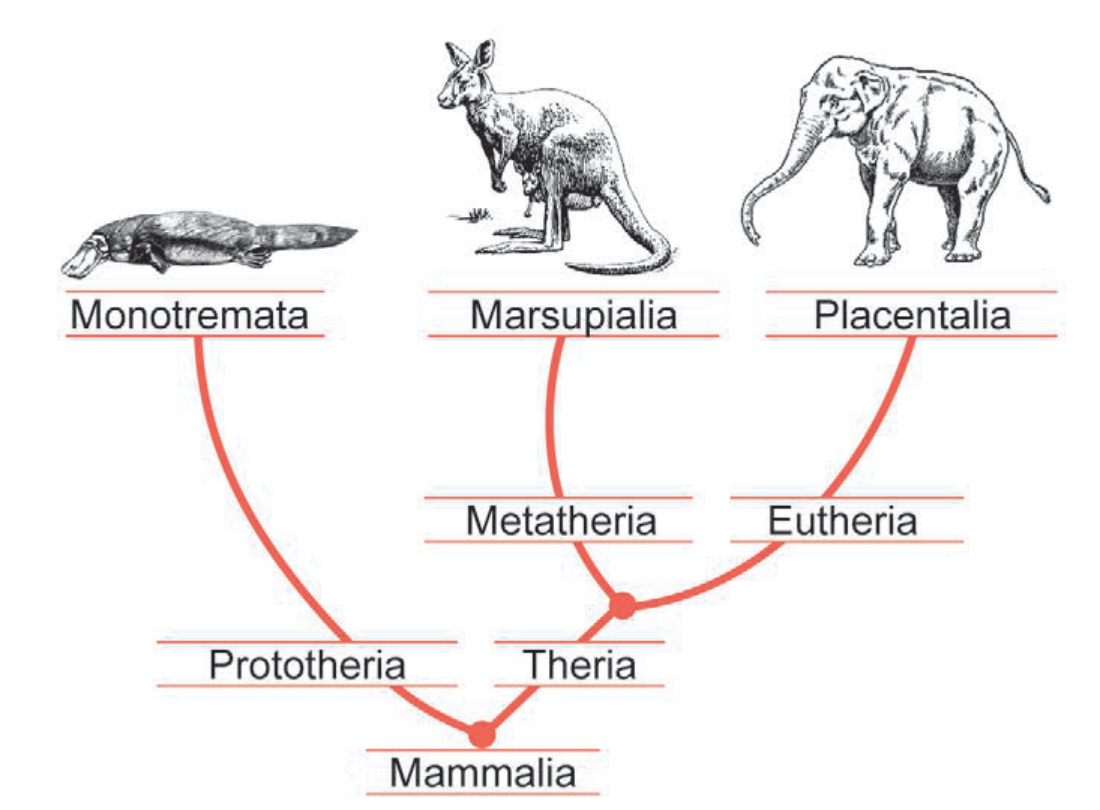 Monotremata
Marsupialia
Placentalia
Metatheria
Eutheria
Prototheria
Theria
Mammalia